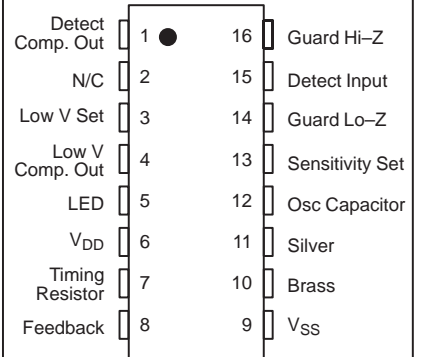 Detect
Comp. Out 1 16 Guard Hi–Z
N/C 2 15 Detect Input
Low V Set 3 14 Guard Lo–Z
Low V
Comp. Out 4 13 Sensitivity Set
LED 5 12 Osc Capacitor
VDD 6 11 Silver
Timing
Resistor 7 10 Brass
Feedback 8 9 VSS